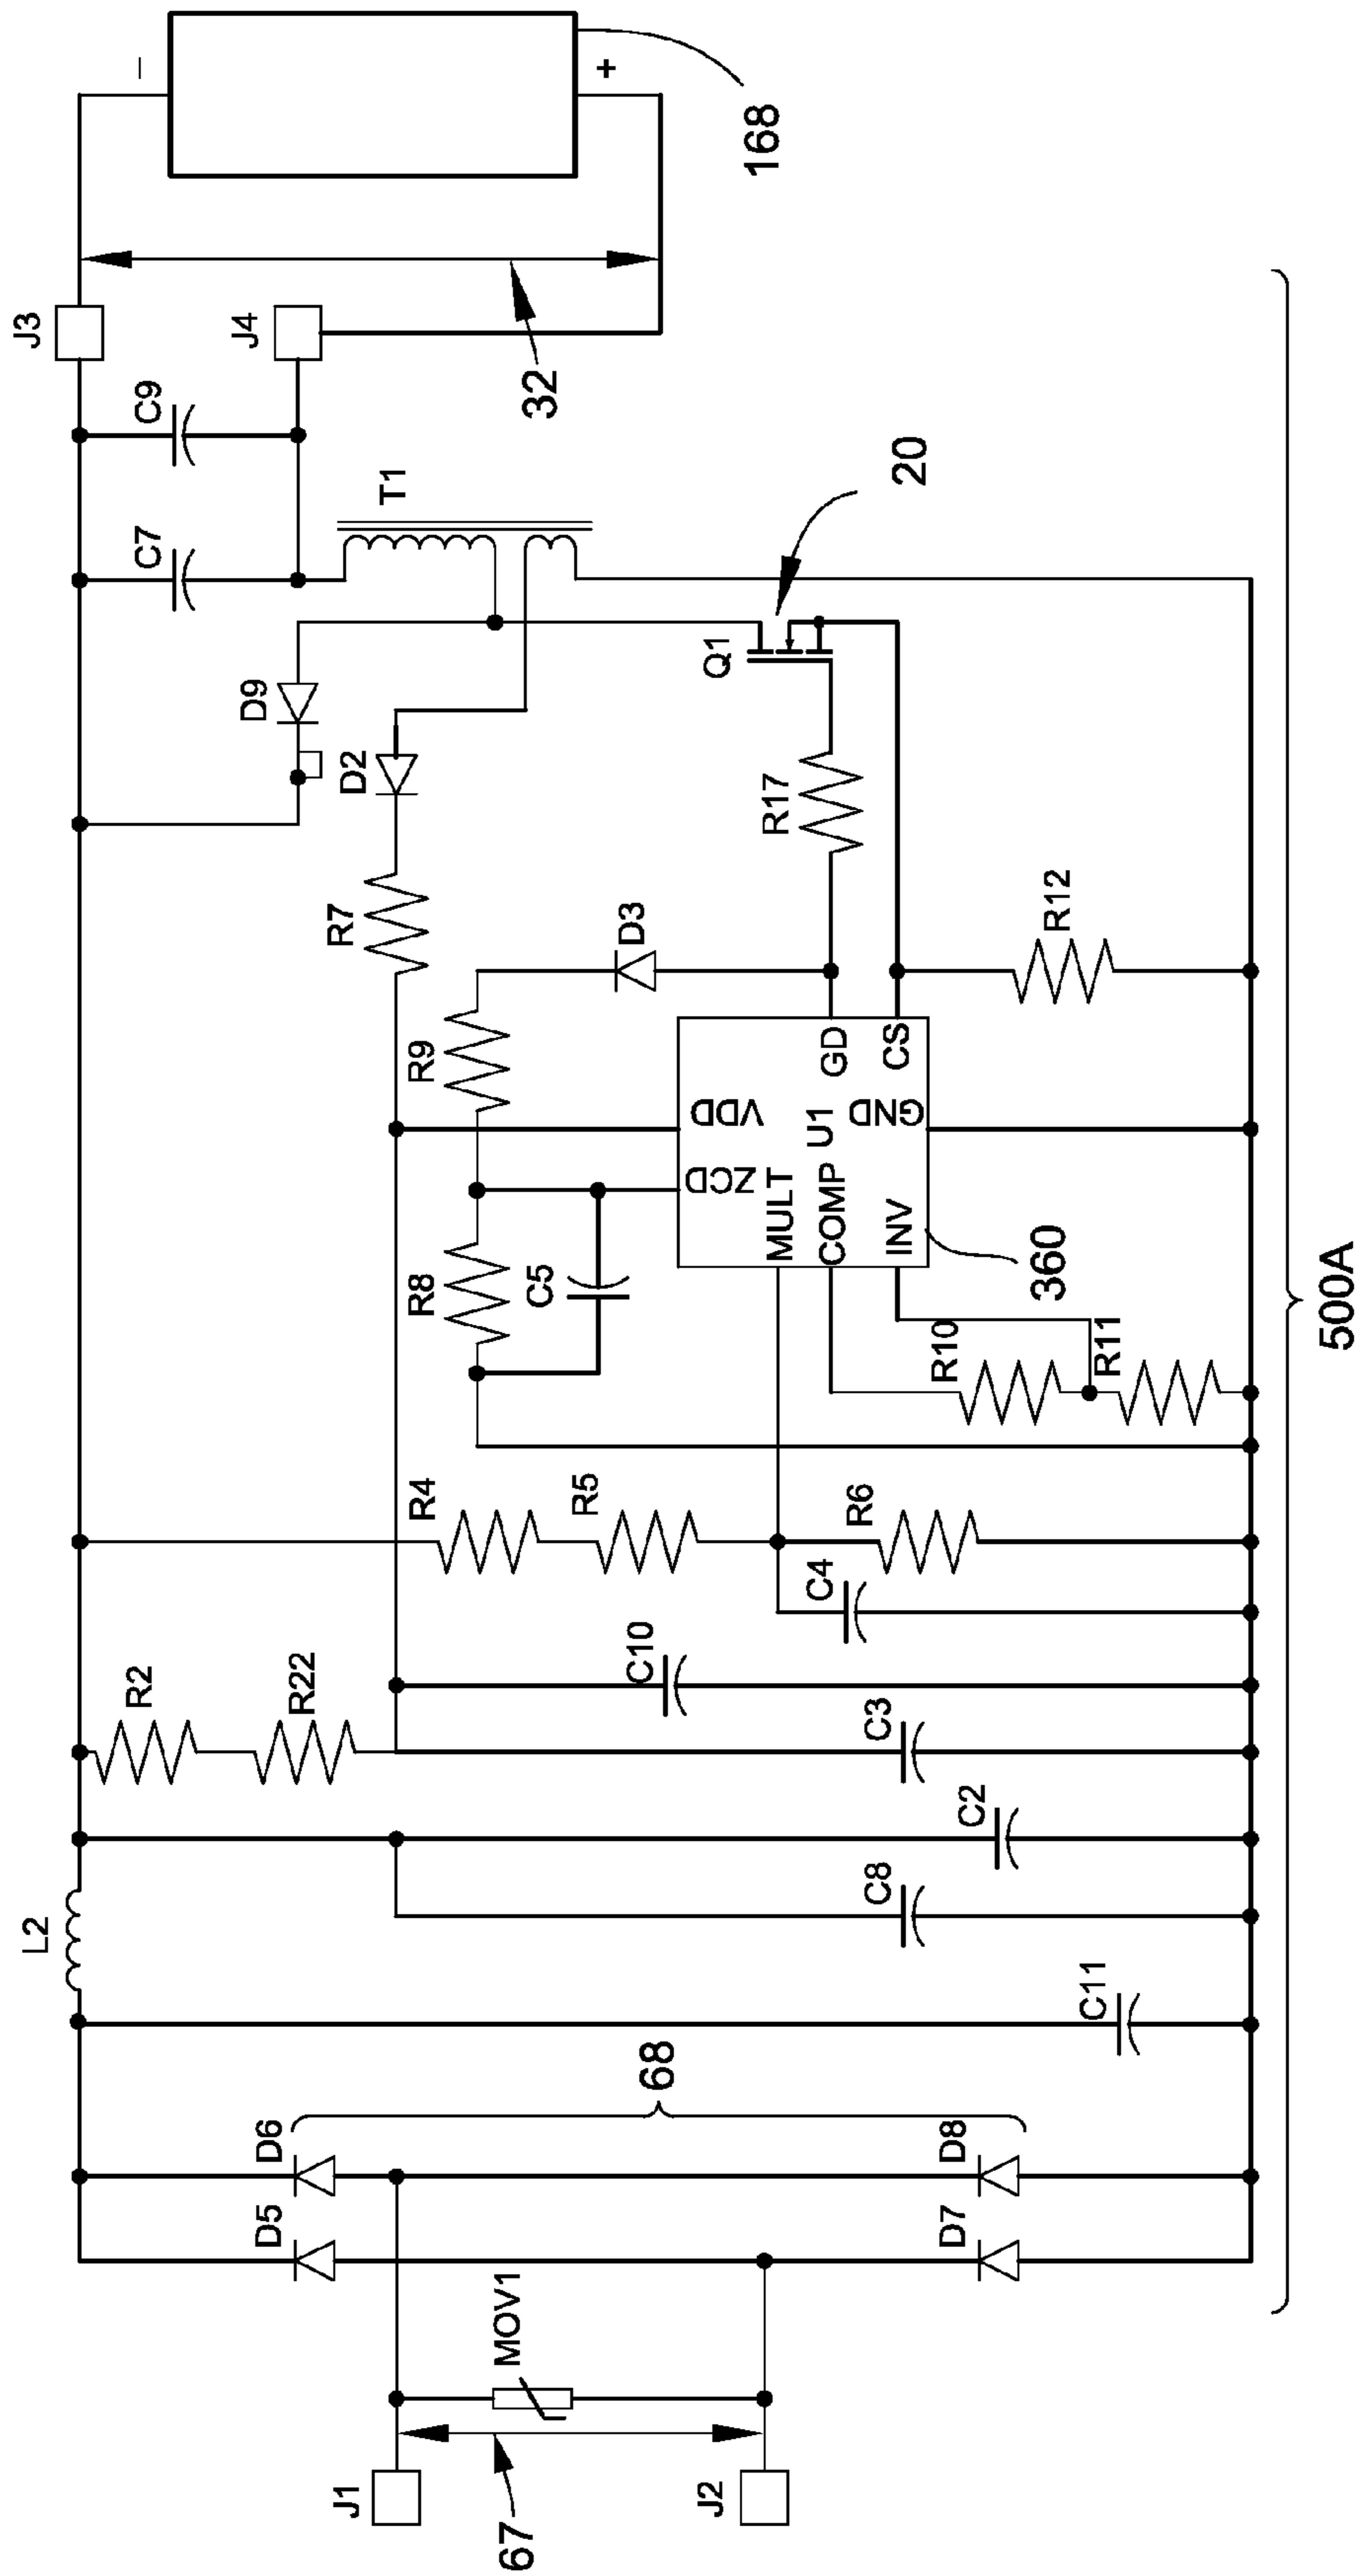 J1
J2
67
MOV1
D5
D6
D7
D8
68
C11
L2
C8
C2
R2
R22
C3
C10
C4
R4
R5
R6
R8
C5
R9
R10
R11
MULT
COMP
INV
ZCD
VDD
U1
GND
GD
CS
360
D3
R7
R12
R17
D2
D9
Q1
20
T1
C7
C9
J3
J4
32
−
+
168
500A